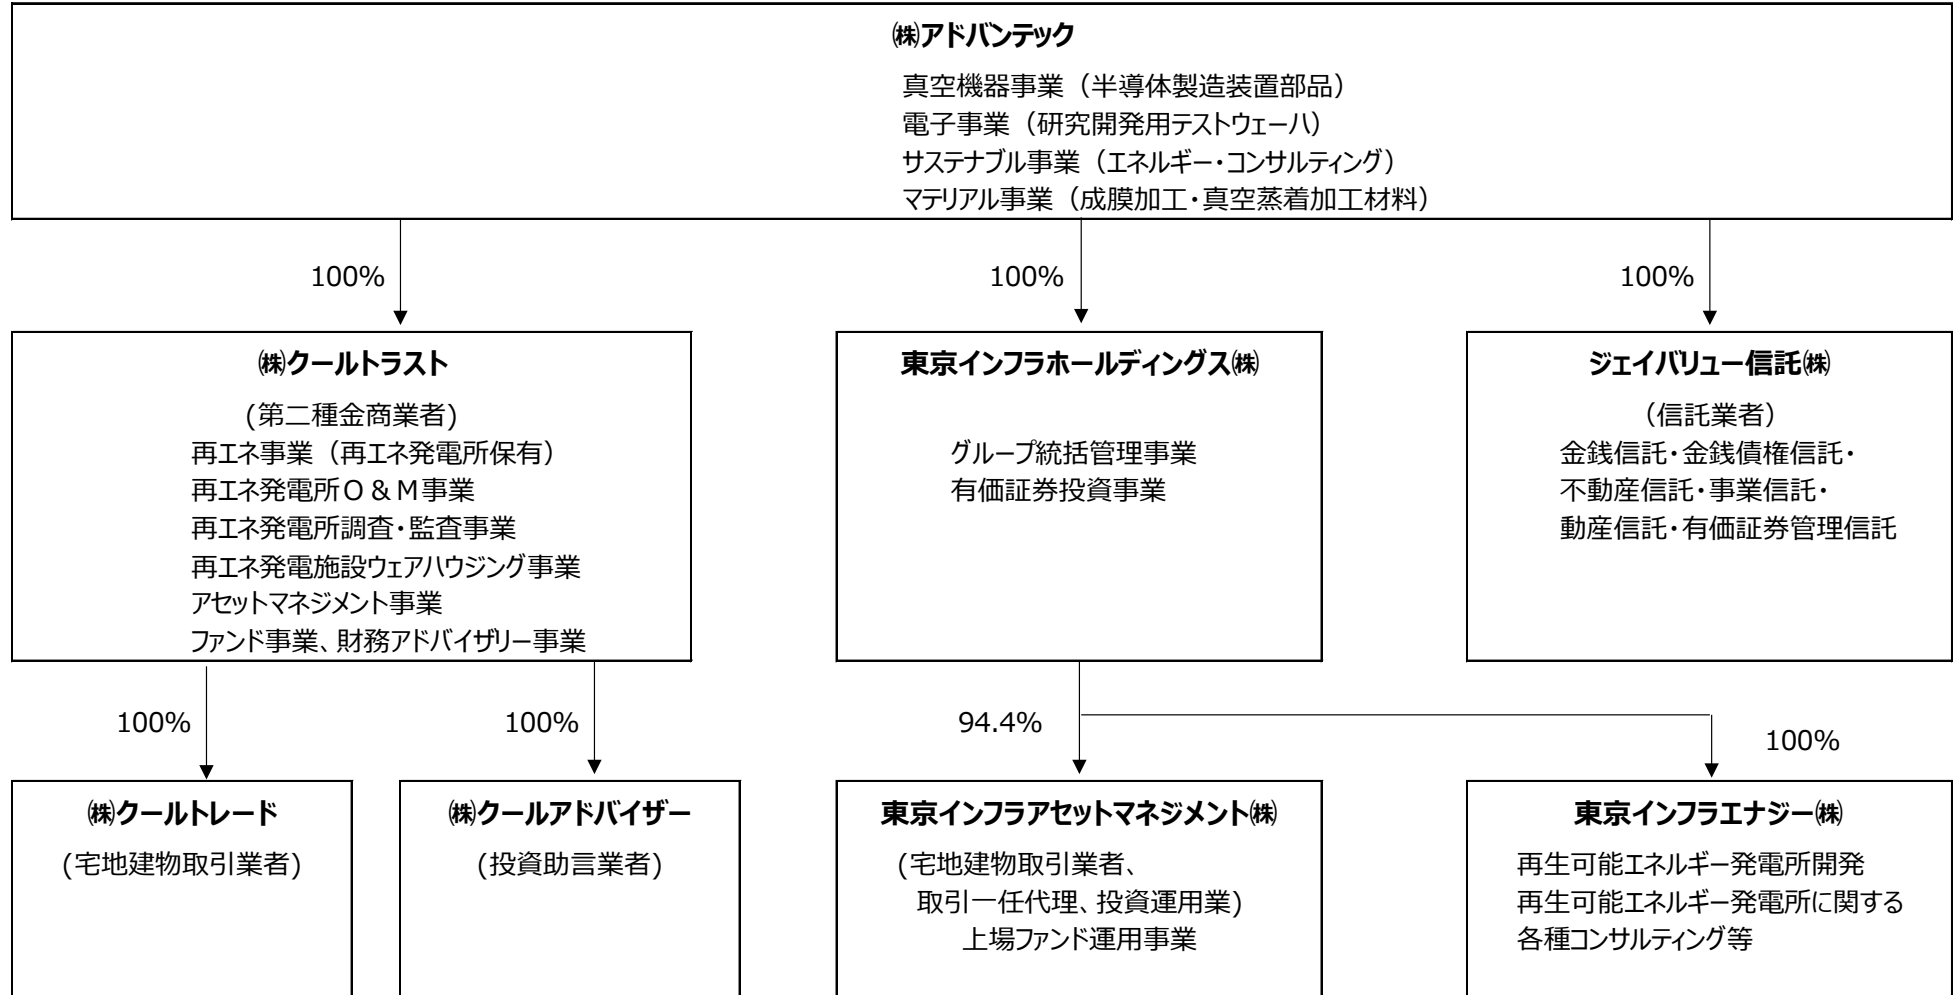 ㈱アドバンテック
真空機器事業（半導体製造装置部品）
電子事業（研究開発用テストウェーハ）
サステナブル事業（エネルギー・コンサルティング）
マテリアル事業（成膜加工・真空蒸着加工材料）
100%
100%
100%
㈱クールトラスト
(第二種金商業者)
再エネ事業（再エネ発電所保有）
再エネ発電所O＆M事業
再エネ発電所調査・監査事業
再エネ発電施設ウェアハウジング事業
アセットマネジメント事業
ファンド事業、財務アドバイザリー事業
東京インフラホールディングス㈱
グループ統括管理事業
有価証券投資事業
ジェイバリュー信託㈱
（信託業者）
金銭信託・金銭債権信託・
不動産信託・事業信託・
動産信託・有価証券管理信託
100%
100%
94.4%
100%
㈱クールトレード
(宅地建物取引業者)
㈱クールアドバイザー
(投資助言業者)
東京インフラアセットマネジメント㈱
(宅地建物取引業者、
取引一任代理、投資運用業)
上場ファンド運用事業
東京インフラエナジー㈱
再生可能エネルギー発電所開発
再生可能エネルギー発電所に関する
各種コンサルティング等